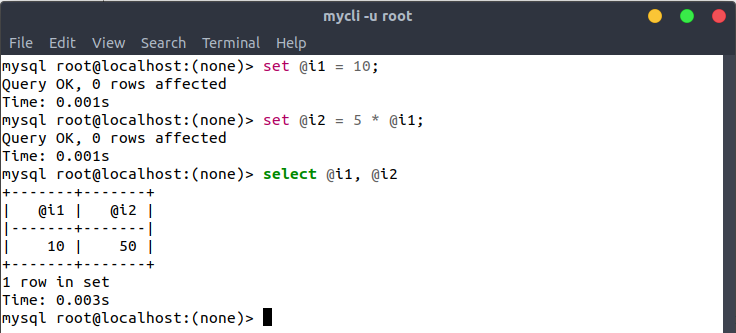 mycli -u root
File Edit View Search Terminal Help
mysql root@localhost:(none)> set @i1 = 10;
Query OK, 0 rows affected
Time: 0.001s
mysql root@localhost:(none)> set @i2 = 5 * @i1;
Query OK, 0 rows affected
Time: 0.001s
mysql root@localhost:(none)> select @i1, @i2
+-------+-------+
|   @i1 |   @i2 |
|-------+-------|
|    10 |    50 |
+-------+-------+
1 row in set
Time: 0.003s
mysql root@localhost:(none)>